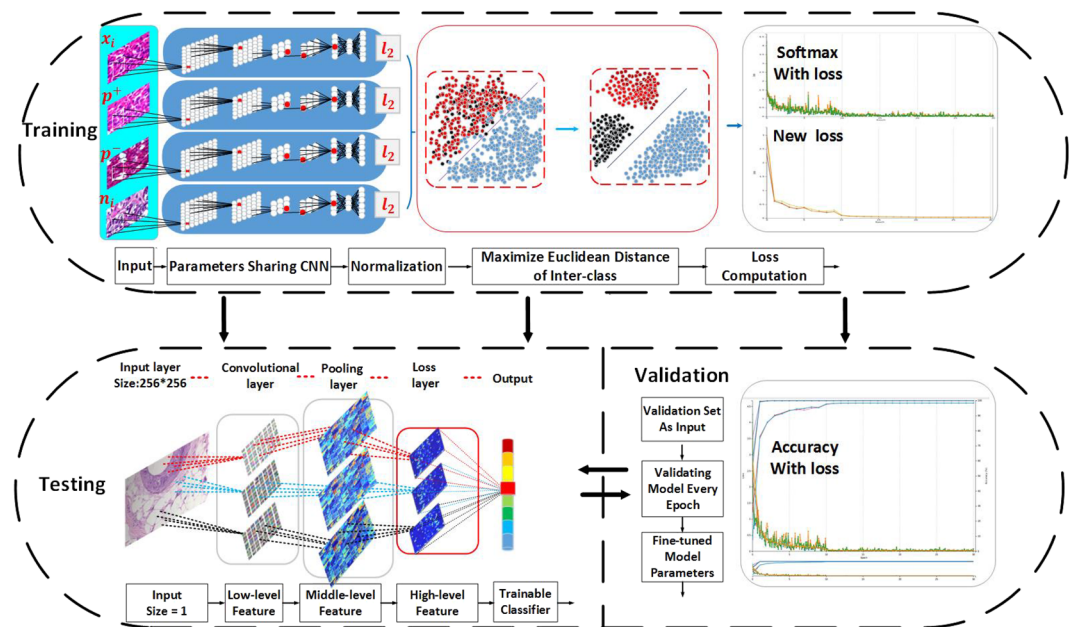 Training
x_i
p^+
p^-
n_i
l_2
l_2
l_2
l_2
Softmax
With loss
New loss
Input
Parameters Sharing CNN
Normalization
Maximize Euclidean Distance
of Inter-class
Loss
Computation
Testing
Input layer
Size:256*256
Convolutional
layer
Pooling
layer
Loss
layer
Output
Input
Size = 1
Low-level
Feature
Middle-level
Feature
High-level
Feature
Trainable
Classifier
Validation
Validation Set
As Input
Validating
Model Every
Epoch
Fine-tuned
Model
Parameters
Accuracy
With loss